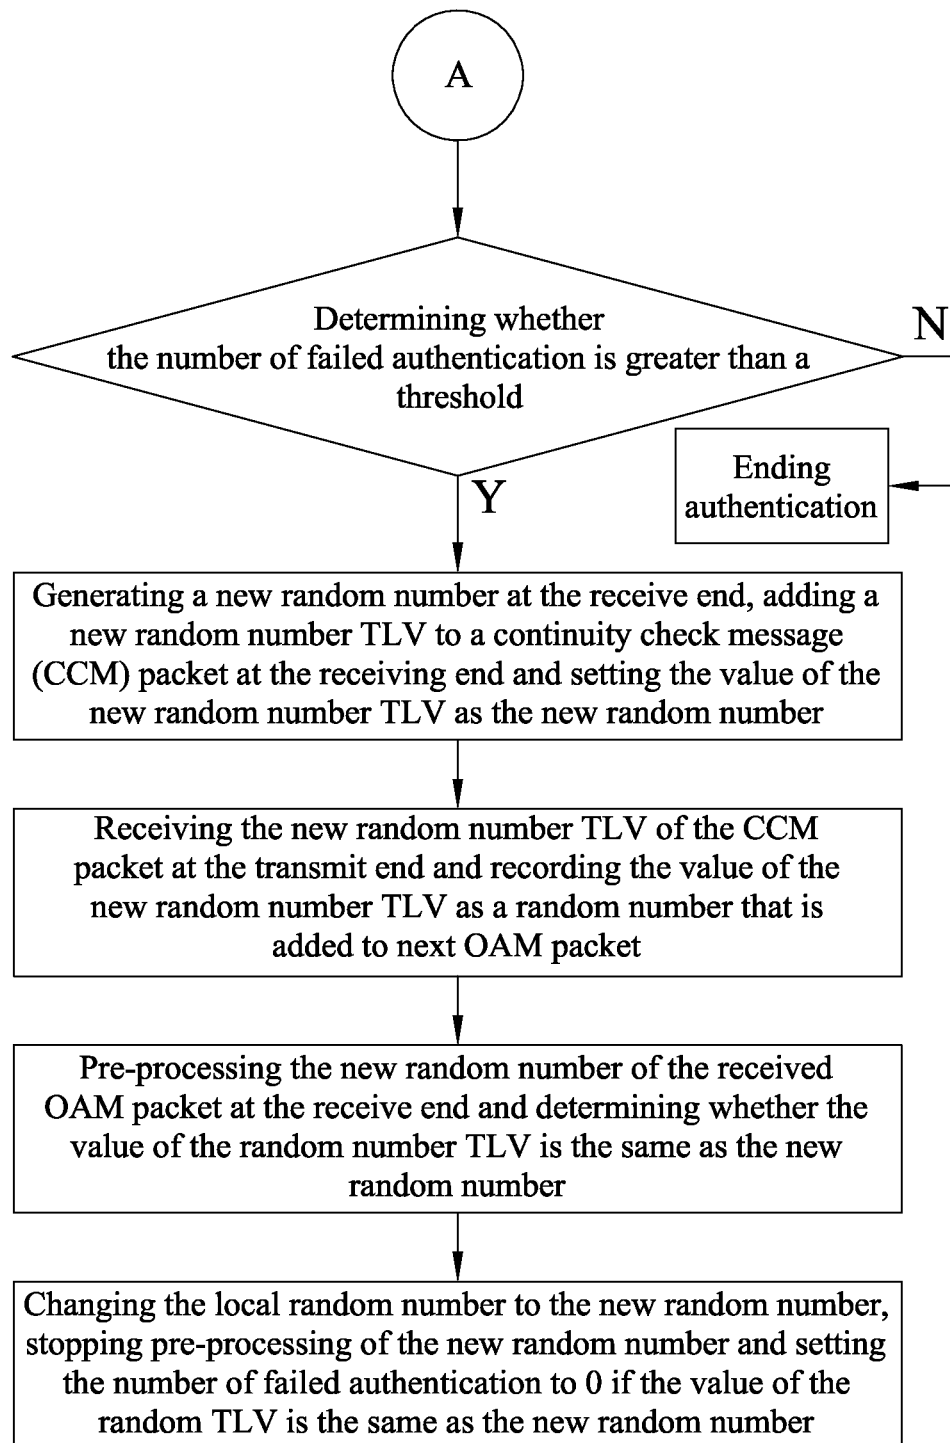 A
Determining whether
the number of failed authentication is greater than a
threshold
N
Ending
authentication
Y
Generating a new random number at the receive end, adding a
new random number TLV to a continuity check message
(CCM) packet at the receiving end and setting the value of the
new random number TLV as the new random number
Receiving the new random number TLV of the CCM
packet at the transmit end and recording the value of the
new random number TLV as a random number that is
added to next OAM packet
Pre-processing the new random number of the received
OAM packet at the receive end and determining whether the
value of the random number TLV is the same as the new
random number
Changing the local random number to the new random number,
stopping pre-processing of the new random number and setting
the number of failed authentication to 0 if the value of the
random TLV is the same as the new random number